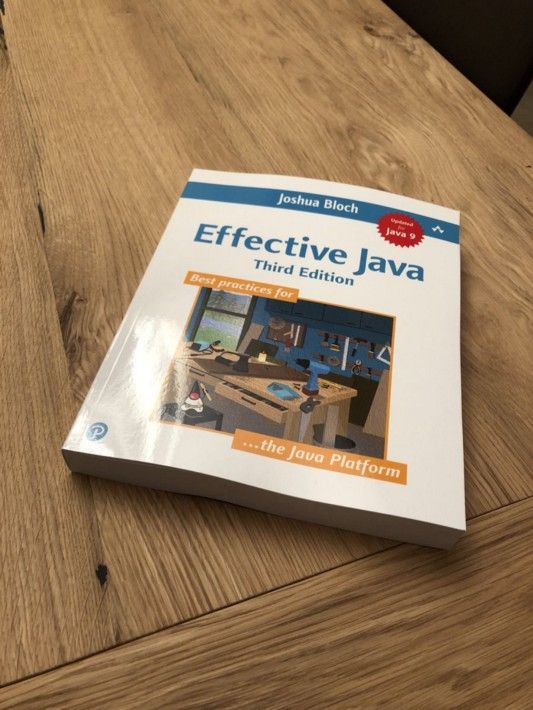 Joshua Bloch
Updated
for
Java 9
Effective Java
Third Edition
Best practices for
...the Java Platform
P